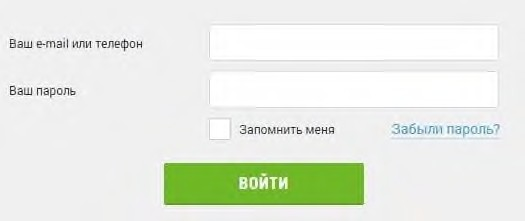 Ваш e-mail или телефон
Ваш пароль
Запомнить меня Забыли пароль?
ВОЙТИ